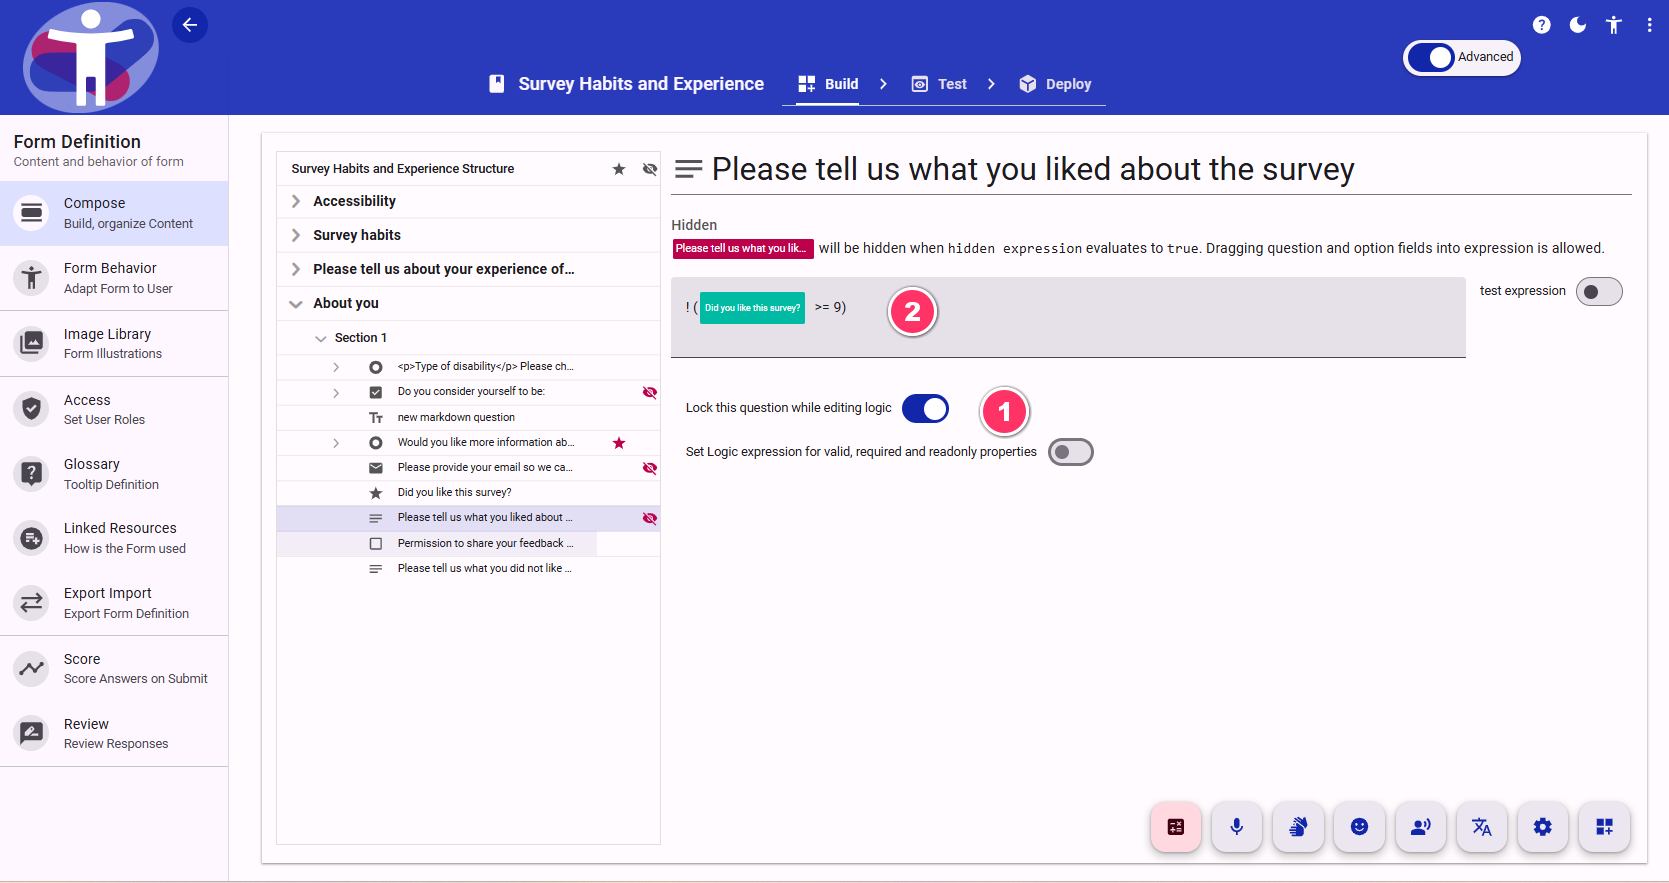 Advanced
Survey Habits and Experience
Build
Test
Deploy
Form Definition
Content and behavior of form
Compose
Build, organize Content
Form Behavior
Adapt Form to User
Image Library
Form Illustrations
Access
Set User Roles
Glossary
Tooltip Definition
Linked Resources
How is the Form used
Export Import
Export Form Definition
Score
Score Answers on Submit
Review
Review Responses
Survey Habits and Experience Structure
Accessibility
Survey habits
Please tell us about your experience of...
About you
Section 1
<p>Type of disability</p> Please ch...
Do you consider yourself to be:
Tт new markdown question
Would you like more information ab...
Please provide your email so we ca...
Did you like this survey?
Please tell us what you liked about ...
Permission to share your feedback ...
Please tell us what you did not like ...
Please tell us what you liked about the survey
Hidden
Please tell us what you lik... will be hidden when hidden expression evaluates to true. Dragging question and option fields into expression is allowed.
! ( Did you like this survey? >= 9)
2
test expression
Lock this question while editing logic
1
Set Logic expression for valid, required and readonly properties